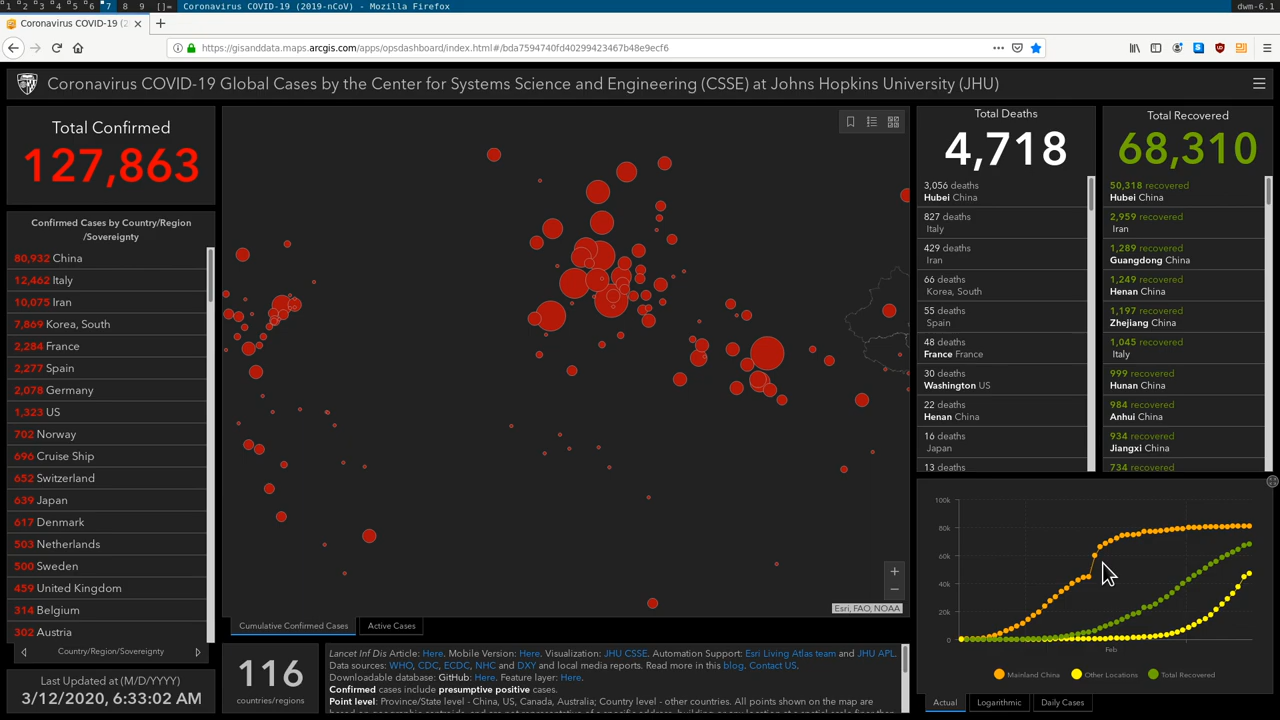 1 2 3 4 5 6 7 8 9 []= Coronavirus COVID-19 (2019-nCoV) - Mozilla Firefox dwm-6.1
Coronavirus COVID-19 (2
https://gisanddata.maps.arcgis.com/apps/opsdashboard/index.html#/bda7594740fd40299423467b48e9ecf6
Coronavirus COVID-19 Global Cases by the Center for Systems Science and Engineering (CSSE) at Johns Hopkins University (JHU)
Total Confirmed
127,863
Confirmed Cases by Country/Region
/Sovereignty
80,932 China
12,462 Italy
10,075 Iran
7,869 Korea, South
2,284 France
2,277 Spain
2,078 Germany
1,323 US
702 Norway
696 Cruise Ship
652 Switzerland
639 Japan
617 Denmark
503 Netherlands
500 Sweden
459 United Kingdom
314 Belgium
302 Austria
Country/Region/Sovereignty
Last Updated at (M/D/YYYY)
3/12/2020, 6:33:02 AM
Esri, FAO, NOAA
Cumulative Confirmed Cases
Active Cases
116
countries/regions
Lancet Inf Dis Article: Here. Mobile Version: Here. Visualization: JHU CSSE. Automation Support: Esri Living Atlas team and JHU APL.
Data sources: WHO, CDC, ECDC, NHC and DXY and local media reports. Read more in this blog. Contact US.
Downloadable database: GitHub: Here. Feature layer: Here.
Confirmed cases include presumptive positive cases.
Point level: Province/State level - China, US, Canada, Australia; Country level - other countries. All points shown on the map are
Total Deaths
4,718
3,056 deaths
Hubei China
827 deaths
Italy
429 deaths
Iran
66 deaths
Korea, South
55 deaths
Spain
48 deaths
France France
30 deaths
Washington US
22 deaths
Henan China
16 deaths
Japan
13 deaths
Total Recovered
68,310
50,318 recovered
Hubei China
2,959 recovered
Iran
1,289 recovered
Guangdong China
1,249 recovered
Henan China
1,197 recovered
Zhejiang China
1,045 recovered
Italy
999 recovered
Hunan China
984 recovered
Anhui China
934 recovered
Jiangxi China
734 recovered
100k
80k
60k
40k
20k
0
Feb
Mainland China
Other Locations
Total Recovered
Actual
Logarithmic
Daily Cases